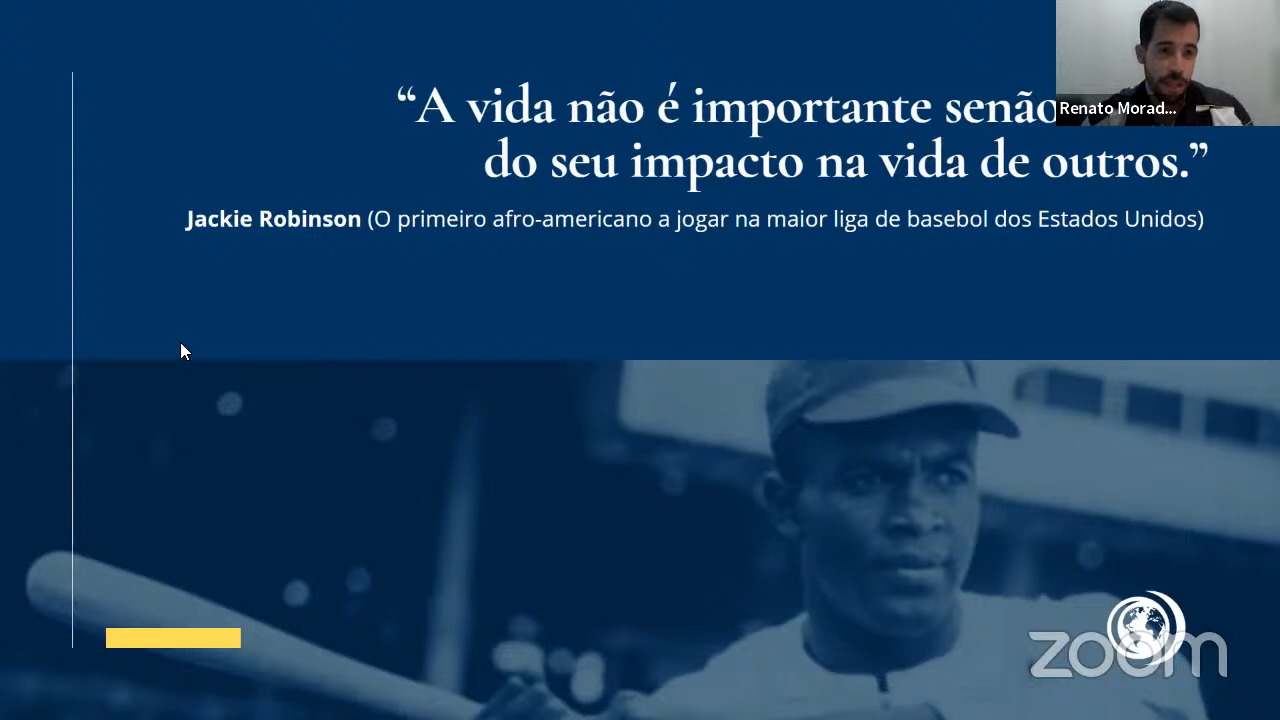 “A vida não é importante senão
do seu impacto na vida de outros.”
Jackie Robinson (O primeiro afro-americano a jogar na maior liga de basebol dos Estados Unidos)
Renato Morad...
zoom